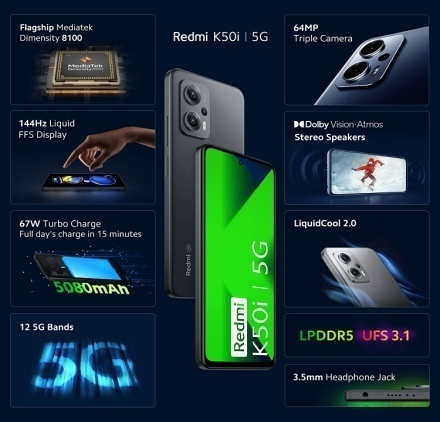 Flagship Mediatek
Dimensity 8100
MEDIATEK
144Hz Liquid
FFS Display
67W Turbo Charge
Full day's charge in 15 minutes
5080mAh
12 5G Bands
5G
Redmi K50i | 5G
Redmi
Redmi
K50i | 5G
64MP
Triple Camera
Dolby Vision·Atmos
Stereo Speakers
LiquidCool 2.0
LPDDR5 UFS 3.1
3.5mm Headphone Jack